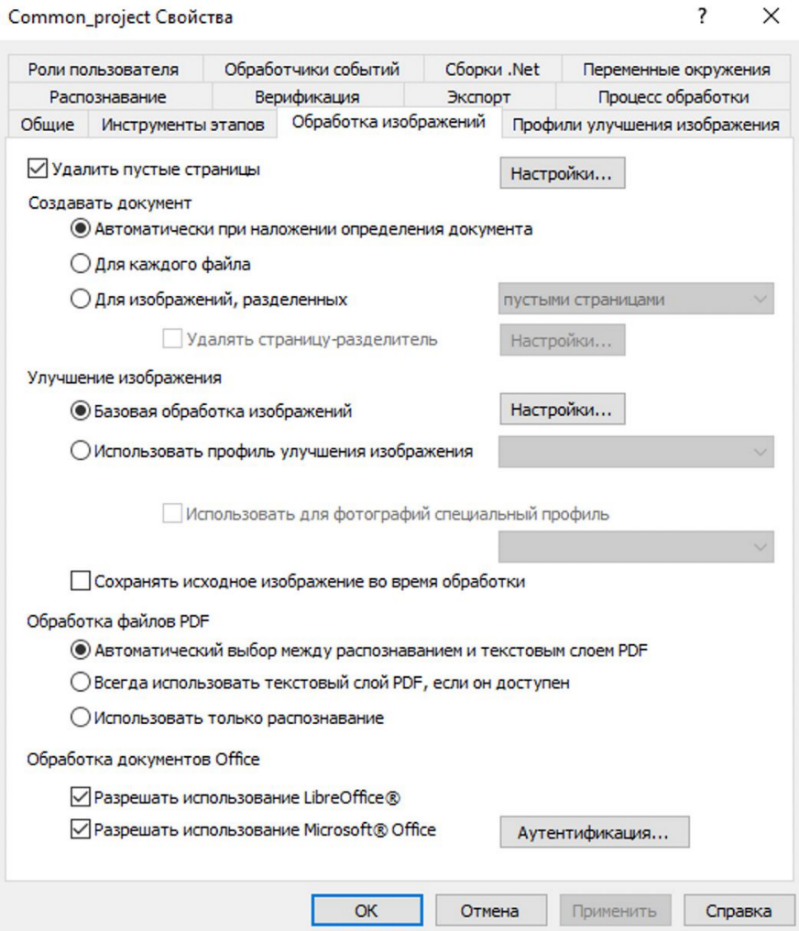 Common_project Свойства ? ✕
Роли пользователя Обработчики событий Сборки .Net Переменные окружения
Распознавание Верификация Экспорт Процесс обработки
Общие Инструменты этапов Обработка изображений Профили улучшения изображения
Удалить пустые страницы Настройки...
Создавать документ
Автоматически при наложении определения документа
Для каждого файла
Для изображений, разделенных пустыми страницами
Удалять страницу-разделитель Настройки...
Улучшение изображения
Базовая обработка изображений Настройки...
Использовать профиль улучшения изображения
Использовать для фотографий специальный профиль
Сохранять исходное изображение во время обработки
Обработка файлов PDF
Автоматический выбор между распознаванием и текстовым слоем PDF
Всегда использовать текстовый слой PDF, если он доступен
Использовать только распознавание
Обработка документов Office
Разрешать использование LibreOffice®
Разрешать использование Microsoft® Office Аутентификация...
OK Отмена Применить Справка